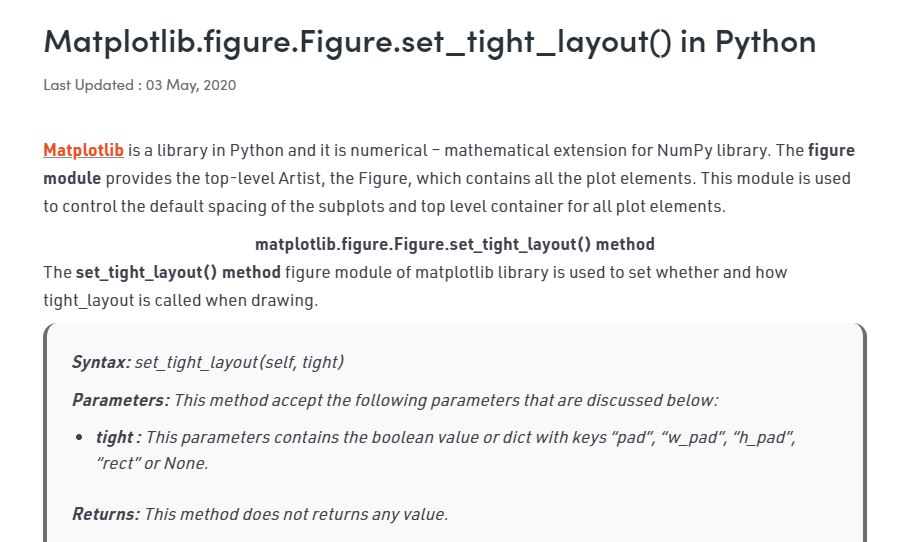 Matplotlib.figure.Figure.set_tight_layout() in Python
Last Updated : 03 May, 2020
Matplotlib is a library in Python and it is numerical – mathematical extension for NumPy library. The figure
module provides the top-level Artist, the Figure, which contains all the plot elements. This module is used
to control the default spacing of the subplots and top level container for all plot elements.
matplotlib.figure.Figure.set_tight_layout() method
The set_tight_layout() method figure module of matplotlib library is used to set whether and how
tight_layout is called when drawing.
Syntax: set_tight_layout(self, tight)
Parameters: This method accept the following parameters that are discussed below:
• tight : This parameters contains the boolean value or dict with keys “pad”, “w_pad”, “h_pad”,
“rect” or None.
Returns: This method does not returns any value.